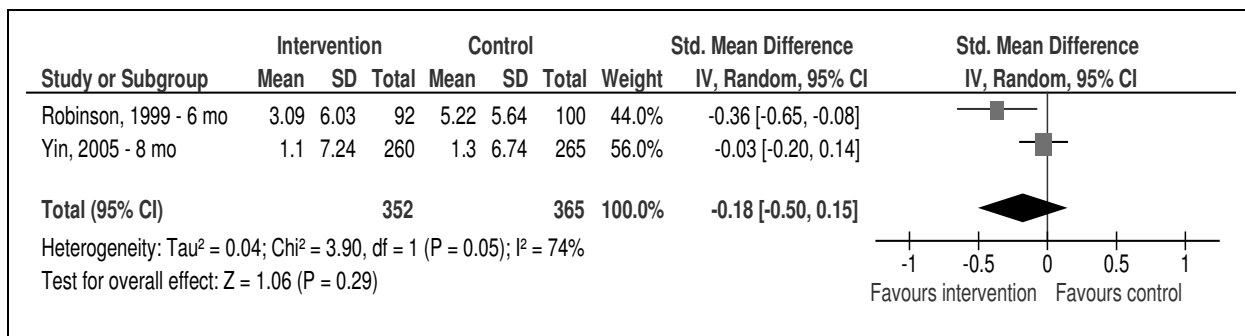 Intervention Control Std. Mean Difference Std. Mean Difference
Study or Subgroup Mean SD Total Mean SD Total Weight IV, Random, 95% CI IV, Random, 95% CI
Robinson, 1999 - 6 mo 3.09 6.03 92 5.22 5.64 100 44.0% -0.36 [-0.65, -0.08]
Yin, 2005 - 8 mo 1.1 7.24 260 1.3 6.74 265 56.0% -0.03 [-0.20, 0.14]
Total (95% CI) 352 365 100.0% -0.18 [-0.50, 0.15]
Heterogeneity: Tau² = 0.04; Chi² = 3.90, df = 1 (P = 0.05); I² = 74%
Test for overall effect: Z = 1.06 (P = 0.29)
-1 -0.5 0 0.5 1
Favours intervention Favours control